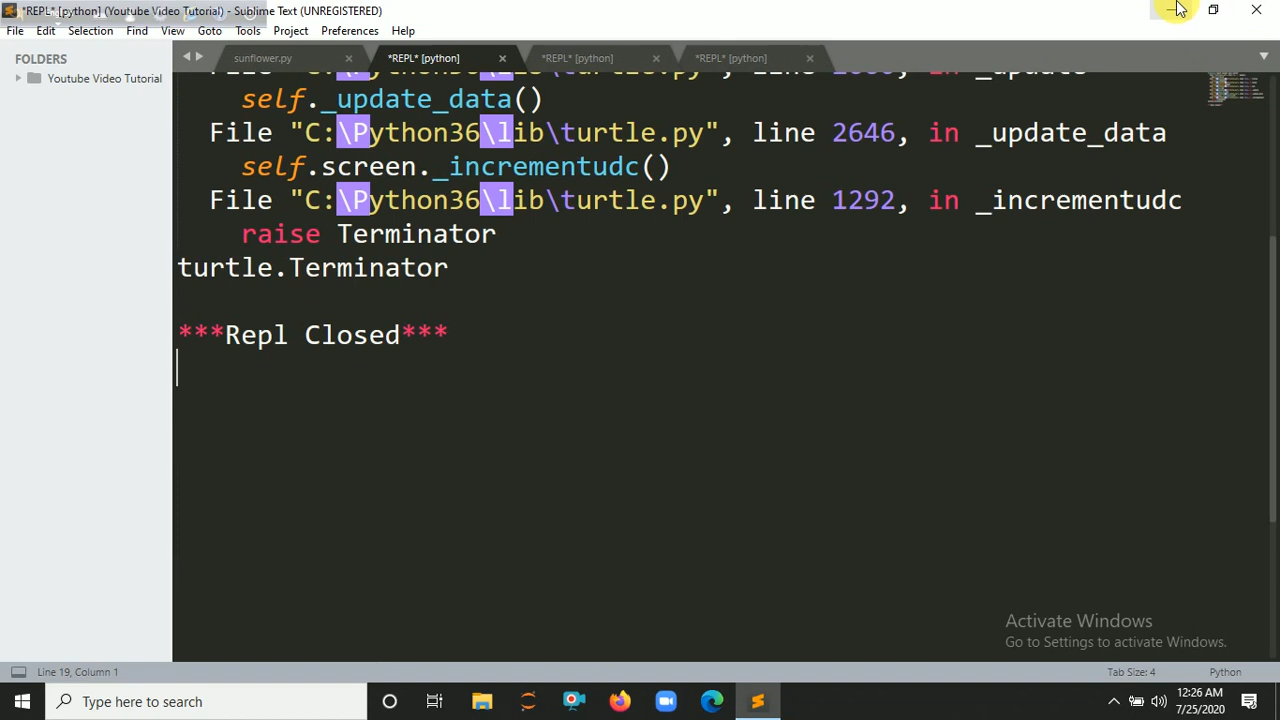 *REPL* [python] (Youtube Video Tutorial) - Sublime Text (UNREGISTERED)
File Edit Selection Find View Goto Tools Project Preferences Help
FOLDERS
Youtube Video Tutorial
sunflower.py
*REPL* [python]
*REPL* [python]
*REPL* [python]
self._update_data()
File "C:\Python36\lib\turtle.py", line 2646, in _update_data
self.screen._incrementudc()
File "C:\Python36\lib\turtle.py", line 1292, in _incrementudc
raise Terminator
turtle.Terminator
***Repl Closed***
Activate Windows
Go to Settings to activate Windows.
Line 19, Column 1
Tab Size: 4
Python
Type here to search
12:26 AM
7/25/2020